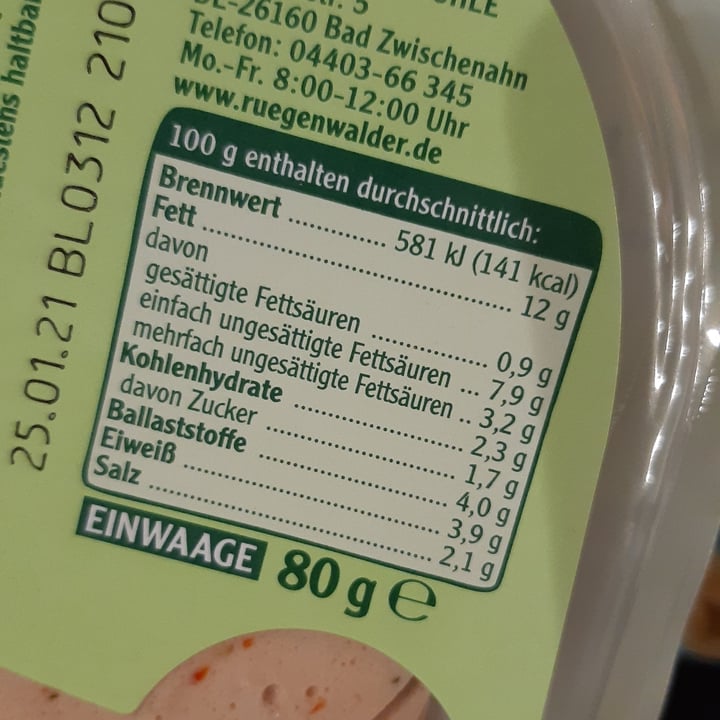 DE-26160 Bad Zwischenahn
Telefon: 04403-66 345
Mo.-Fr. 8:00-12:00 Uhr
www.ruegenwalder.de
100 g enthalten durchschnittlich:
Brennwert ............... 581 kJ (141 kcal)
Fett ............... 12 g
davon
gesättigte Fettsäuren ............... 0,9 g
einfach ungesättigte Fettsäuren ... 7,9 g
mehrfach ungesättigte Fettsäuren .. 3,2 g
Kohlenhydrate ............... 2,3 g
davon Zucker ............... 1,7 g
Ballaststoffe ............... 4,0 g
Eiweiß ............... 3,9 g
Salz ............... 2,1 g
EINWAAGE 80 g e
25.01.21 BL0312 210